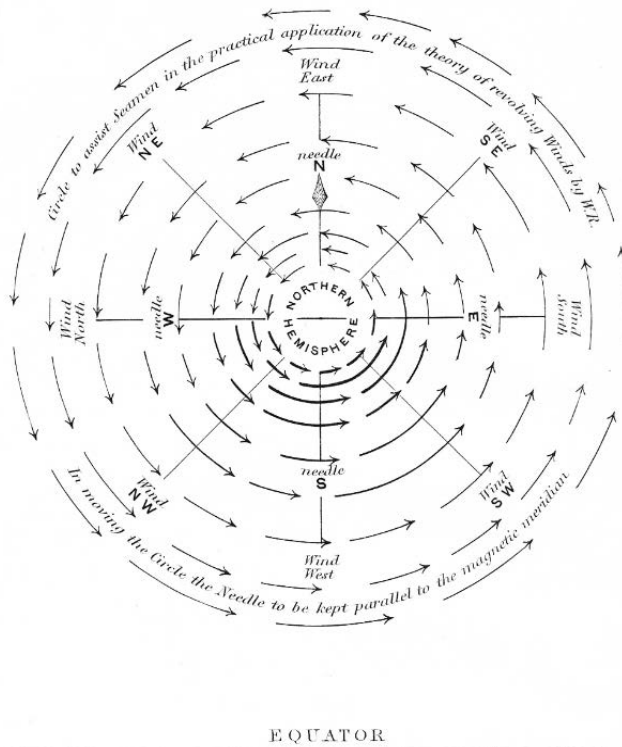 Circle to assist Seamen in the practical application of the theory of revolving Winds by W.R.
Wind
East
Wind
NE
Wind
SE
needle
N
NORTHERN
HEMISPHERE
Wind
North
needle
W
E
needle
Wind
South
needle
S
Wind
NW
Wind
SW
Wind
West
In moving the Circle the Needle to be kept parallel to the magnetic meridian
EQUATOR